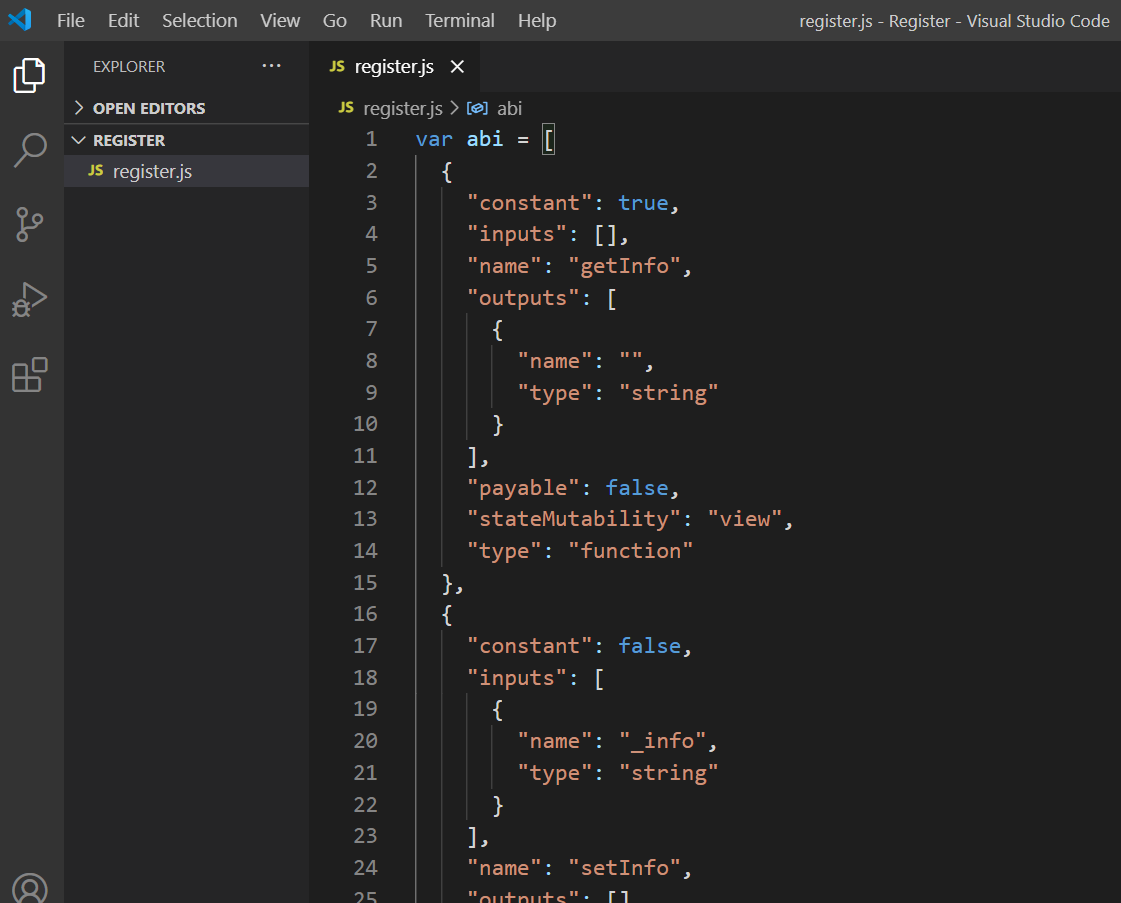 File Edit Selection View Go Run Terminal Help register.js - Register - Visual Studio Code
EXPLORER ...
OPEN EDITORS
REGISTER
JS register.js
JS register.js ×
JS register.js > abi
1 var abi = [
2 {
3 "constant": true,
4 "inputs": [],
5 "name": "getInfo",
6 "outputs": [
7 {
8 "name": "",
9 "type": "string"
10 }
11 ],
12 "payable": false,
13 "stateMutability": "view",
14 "type": "function"
15 },
16 {
17 "constant": false,
18 "inputs": [
19 {
20 "name": "_info",
21 "type": "string"
22 }
23 ],
24 "name": "setInfo",
25 "outputs": []